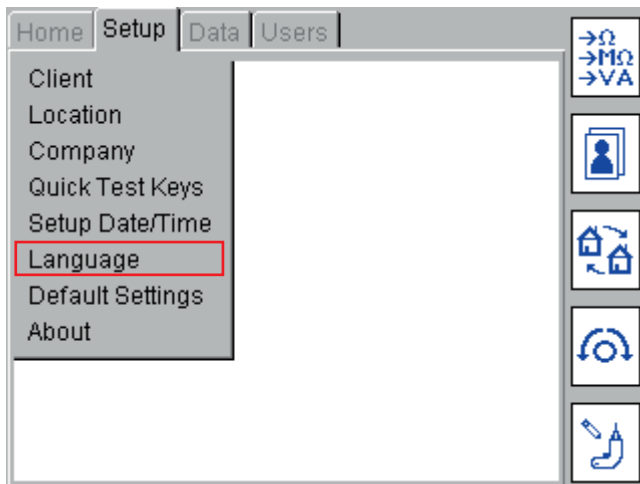 Home Setup Data Users
Client
Location
Company
Quick Test Keys
Setup Date/Time
Language
Default Settings
About
→Ω
→MΩ
→VA